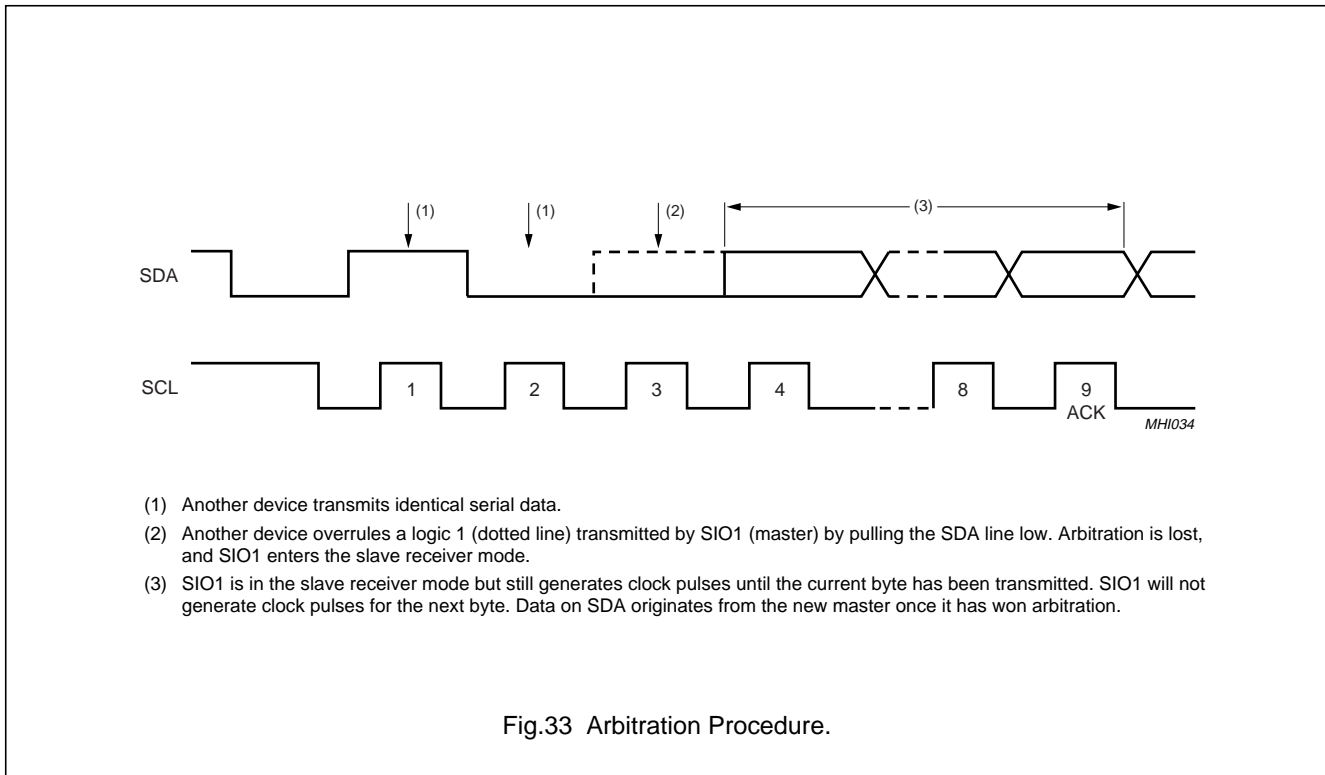 (1) (1) (2) (3)
SDA
SCL 1 2 3 4 8 9
ACK
MHI034
(1) Another device transmits identical serial data.
(2) Another device overrules a logic 1 (dotted line) transmitted by SIO1 (master) by pulling the SDA line low. Arbitration is lost,
and SIO1 enters the slave receiver mode.
(3) SIO1 is in the slave receiver mode but still generates clock pulses until the current byte has been transmitted. SIO1 will not
generate clock pulses for the next byte. Data on SDA originates from the new master once it has won arbitration.
Fig.33 Arbitration Procedure.